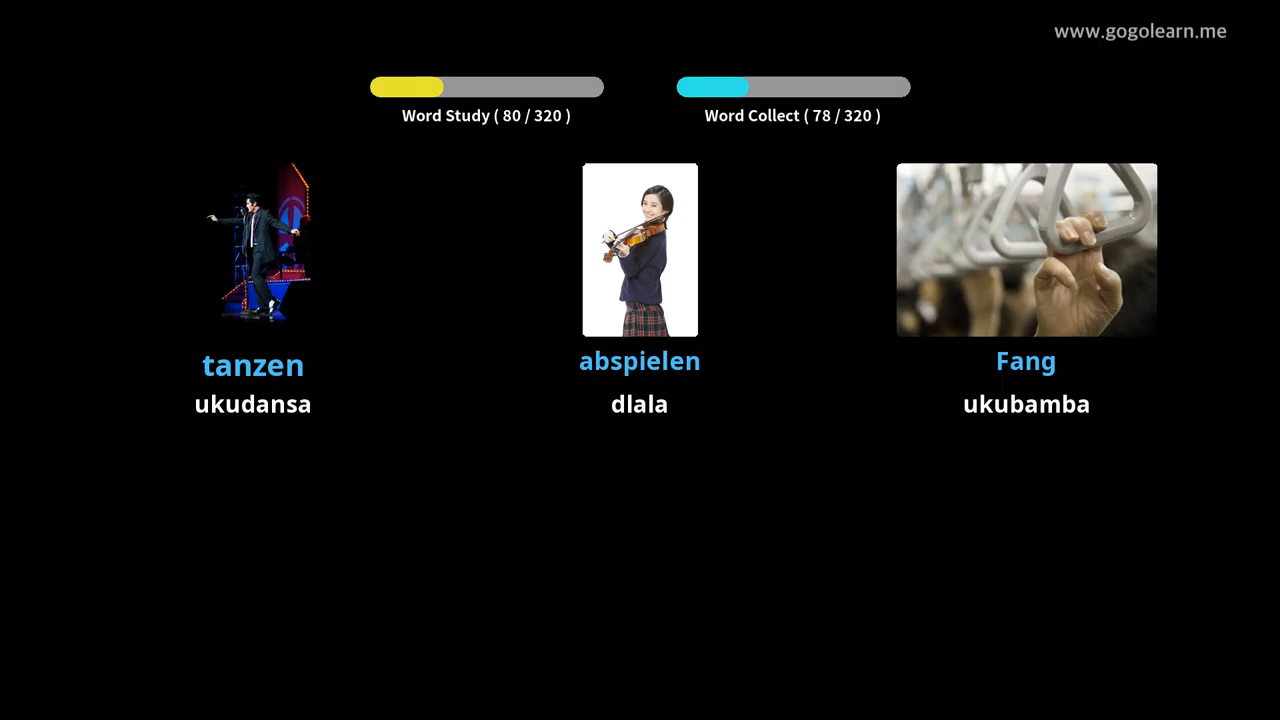 www.gogolearn.me
Word Study ( 80 / 320 )
Word Collect ( 78 / 320 )
tanzen
abspielen
Fang
ukudansa
dlala
ukubamba